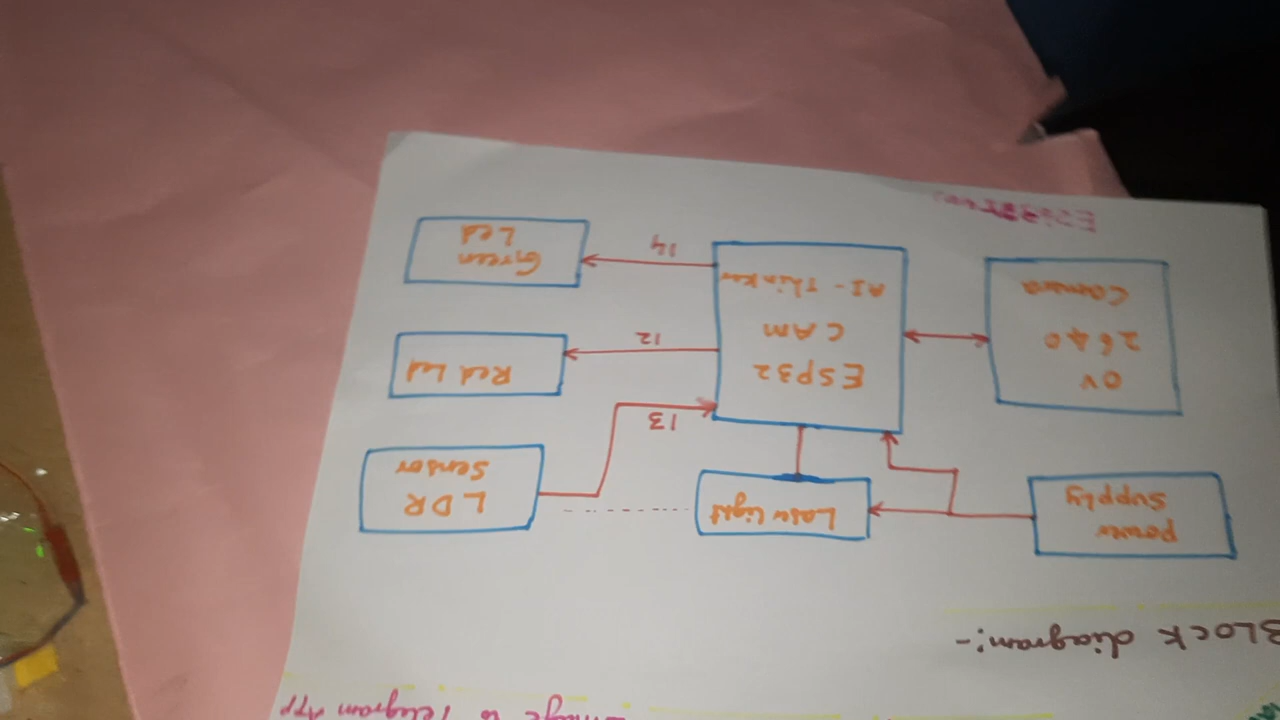 to Telegram App
BLOCK diagram:-
Power
Supply
Laser light
LDR
Sensor
OV
2640
Camera
ESP32
CAM
AI-Thinker
13
Red Led
12
Green
Led
14